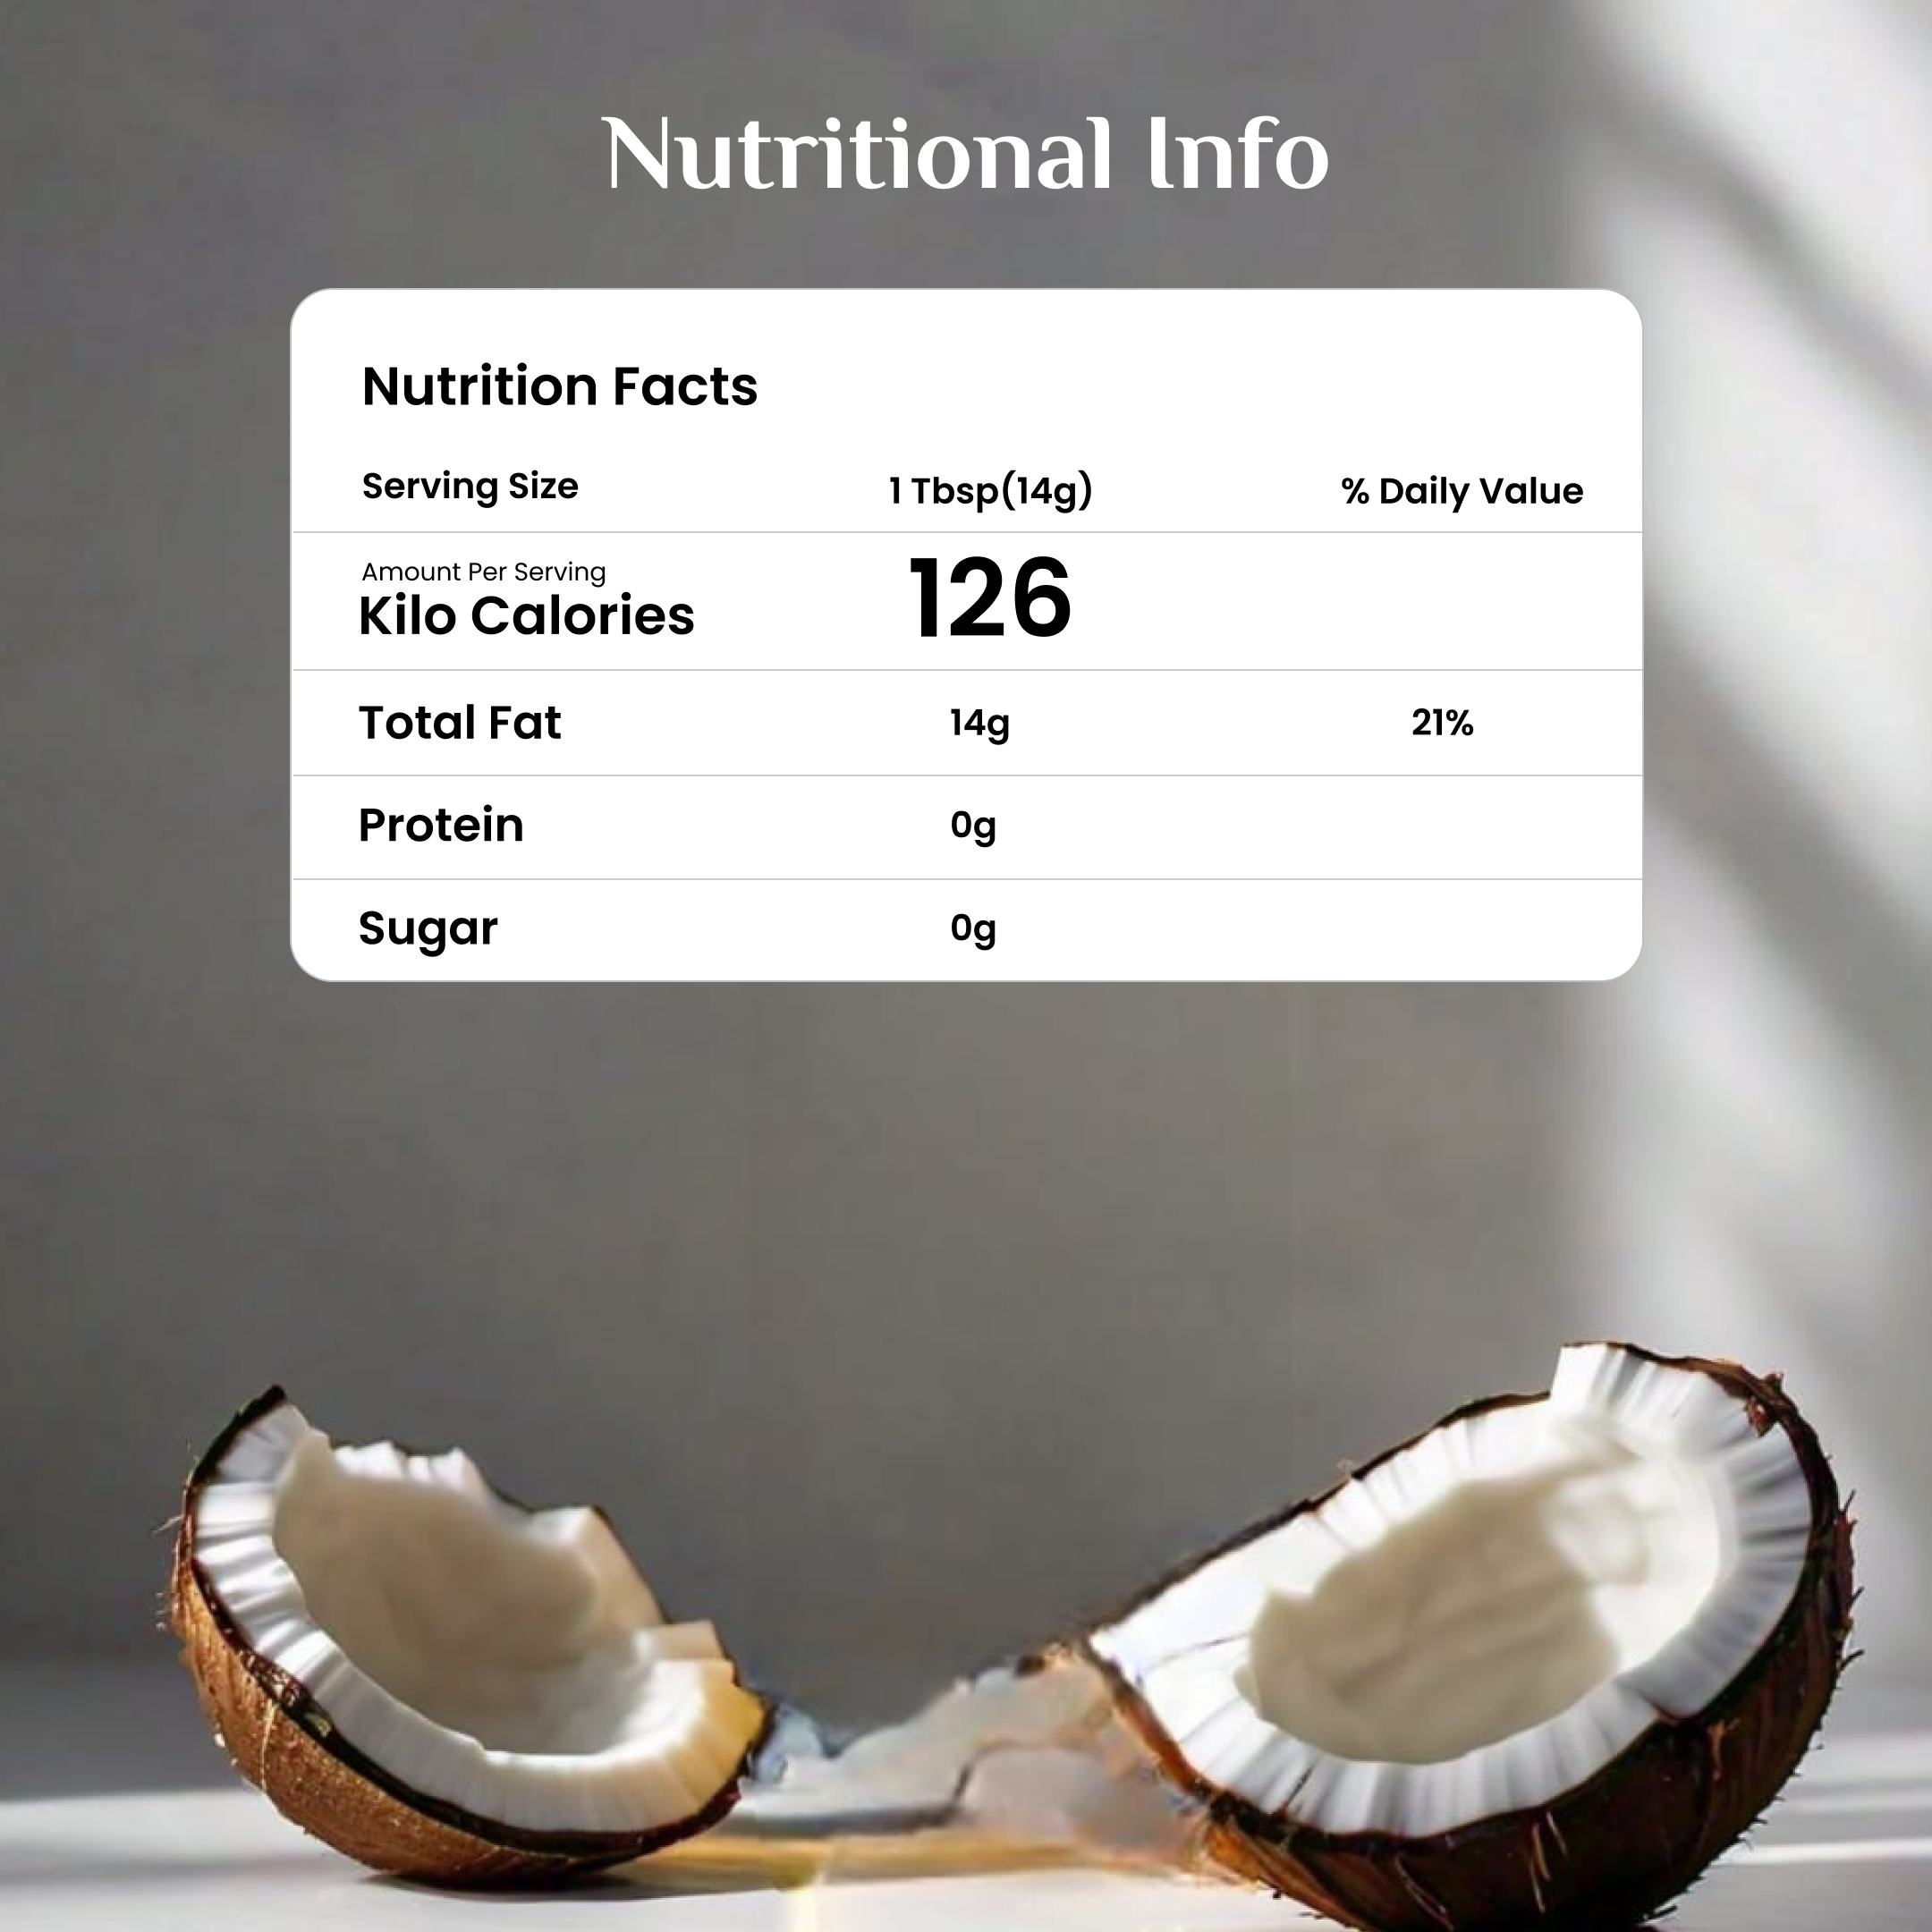 Nutritional Info
Nutrition Facts
Serving Size 1 Tbsp(14g) % Daily Value
Amount Per Serving
Kilo Calories 126
Total Fat 14g 21%
Protein 0g
Sugar 0g